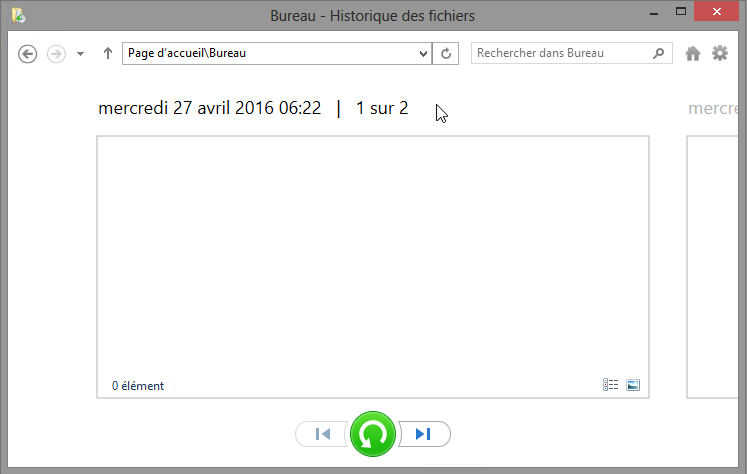 Bureau - Historique des fichiers
Page d'accueil\Bureau
Rechercher dans Bureau
mercredi 27 avril 2016 06:22 | 1 sur 2
mercre
0 élément